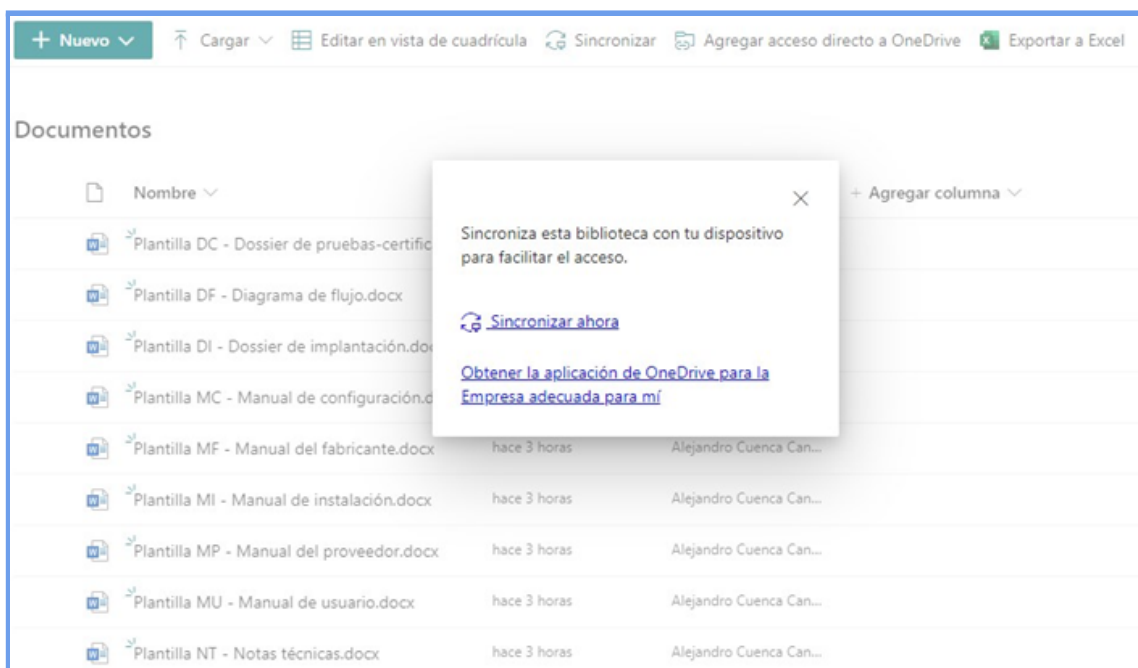 + Nuevo Cargar Editar en vista de cuadrícula Sincronizar Agregar acceso directo a OneDrive Exportar a Excel
Documentos
Nombre + Agregar columna
Sincroniza esta biblioteca con tu dispositivo
para facilitar el acceso.
Sincronizar ahora
Obtener la aplicación de OneDrive para la
Empresa adecuada para mí
Plantilla DC - Dossier de pruebas-certific
Plantilla DF - Diagrama de flujo.docx
Plantilla DI - Dossier de implantación.do
Plantilla MC - Manual de configuración.d
Plantilla MF - Manual del fabricante.docx hace 3 horas Alejandro Cuenca Can...
Plantilla MI - Manual de instalación.docx hace 3 horas Alejandro Cuenca Can...
Plantilla MP - Manual del proveedor.docx hace 3 horas Alejandro Cuenca Can...
Plantilla MU - Manual de usuario.docx hace 3 horas Alejandro Cuenca Can...
Plantilla NT - Notas técnicas.docx hace 3 horas Alejandro Cuenca Can...